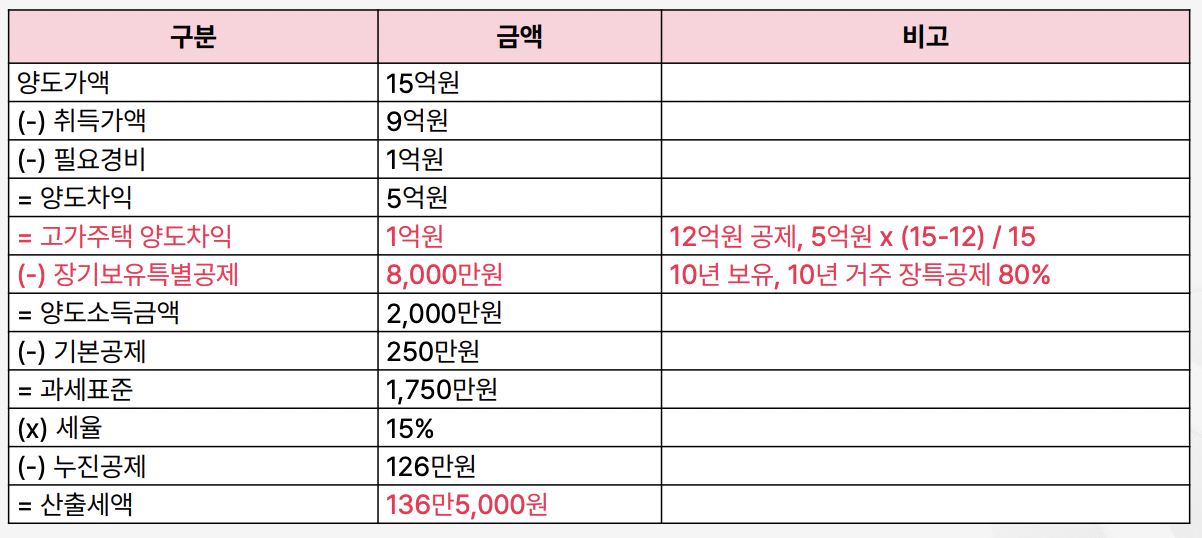 구분 금액 비고
양도가액 15억원
(-) 취득가액 9억원
(-) 필요경비 1억원
= 양도차익 5억원
= 고가주택 양도차익 1억원 12억원 공제, 5억원 x (15-12) / 15
(-) 장기보유특별공제 8,000만원 10년 보유, 10년 거주 장특공제 80%
= 양도소득금액 2,000만원
(-) 기본공제 250만원
= 과세표준 1,750만원
(x) 세율 15%
(-) 누진공제 126만원
= 산출세액 136만5,000원